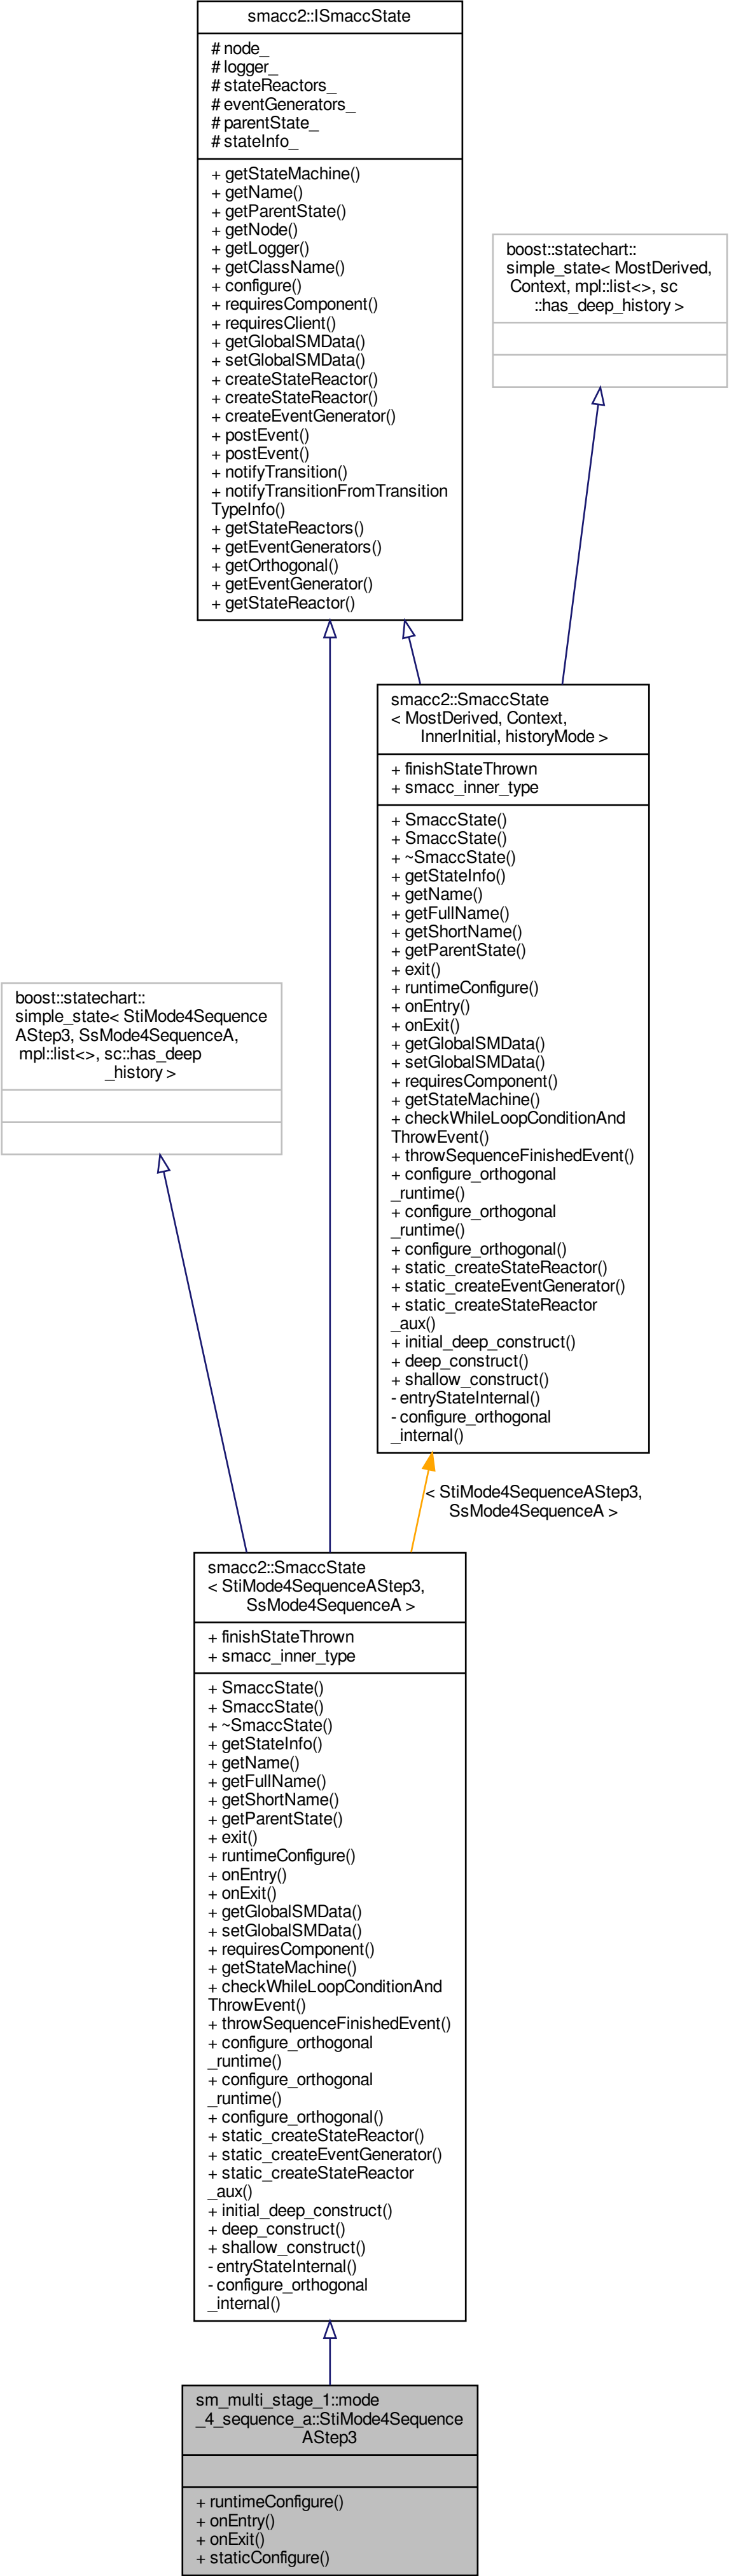 smacc2::ISmaccState
# node_
# logger_
# stateReactors_
# eventGenerators_
# parentState_
# stateInfo_
+ getStateMachine()
+ getName()
+ getParentState()
+ getNode()
+ getLogger()
+ getClassName()
+ configure()
+ requiresComponent()
+ requiresClient()
+ getGlobalSMData()
+ setGlobalSMData()
+ createStateReactor()
+ createStateReactor()
+ createEventGenerator()
+ postEvent()
+ postEvent()
+ notifyTransition()
+ notifyTransitionFromTransition
TypeInfo()
+ getStateReactors()
+ getEventGenerators()
+ getOrthogonal()
+ getEventGenerator()
+ getStateReactor()
boost::statechart::
simple_state< MostDerived,
Context, mpl::list<>, sc
::has_deep_history >
smacc2::SmaccState
< MostDerived, Context,
InnerInitial, historyMode >
+ finishStateThrown
+ smacc_inner_type
+ SmaccState()
+ SmaccState()
+ ~SmaccState()
+ getStateInfo()
+ getName()
+ getFullName()
+ getShortName()
+ getParentState()
+ exit()
+ runtimeConfigure()
+ onEntry()
+ onExit()
+ getGlobalSMData()
+ setGlobalSMData()
+ requiresComponent()
+ getStateMachine()
+ checkWhileLoopConditionAnd
ThrowEvent()
+ throwSequenceFinishedEvent()
+ configure_orthogonal
_runtime()
+ configure_orthogonal
_runtime()
+ configure_orthogonal()
+ static_createStateReactor()
+ static_createEventGenerator()
+ static_createStateReactor
_aux()
+ initial_deep_construct()
+ deep_construct()
+ shallow_construct()
- entryStateInternal()
- configure_orthogonal
_internal()
boost::statechart::
simple_state< StiMode4Sequence
AStep3, SsMode4SequenceA,
mpl::list<>, sc::has_deep
_history >
< StiMode4SequenceAStep3,
SsMode4SequenceA >
smacc2::SmaccState
< StiMode4SequenceAStep3,
SsMode4SequenceA >
+ finishStateThrown
+ smacc_inner_type
+ SmaccState()
+ SmaccState()
+ ~SmaccState()
+ getStateInfo()
+ getName()
+ getFullName()
+ getShortName()
+ getParentState()
+ exit()
+ runtimeConfigure()
+ onEntry()
+ onExit()
+ getGlobalSMData()
+ setGlobalSMData()
+ requiresComponent()
+ getStateMachine()
+ checkWhileLoopConditionAnd
ThrowEvent()
+ throwSequenceFinishedEvent()
+ configure_orthogonal
_runtime()
+ configure_orthogonal
_runtime()
+ configure_orthogonal()
+ static_createStateReactor()
+ static_createEventGenerator()
+ static_createStateReactor
_aux()
+ initial_deep_construct()
+ deep_construct()
+ shallow_construct()
- entryStateInternal()
- configure_orthogonal
_internal()
sm_multi_stage_1::mode
_4_sequence_a::StiMode4Sequence
AStep3
+ runtimeConfigure()
+ onEntry()
+ onExit()
+ staticConfigure()